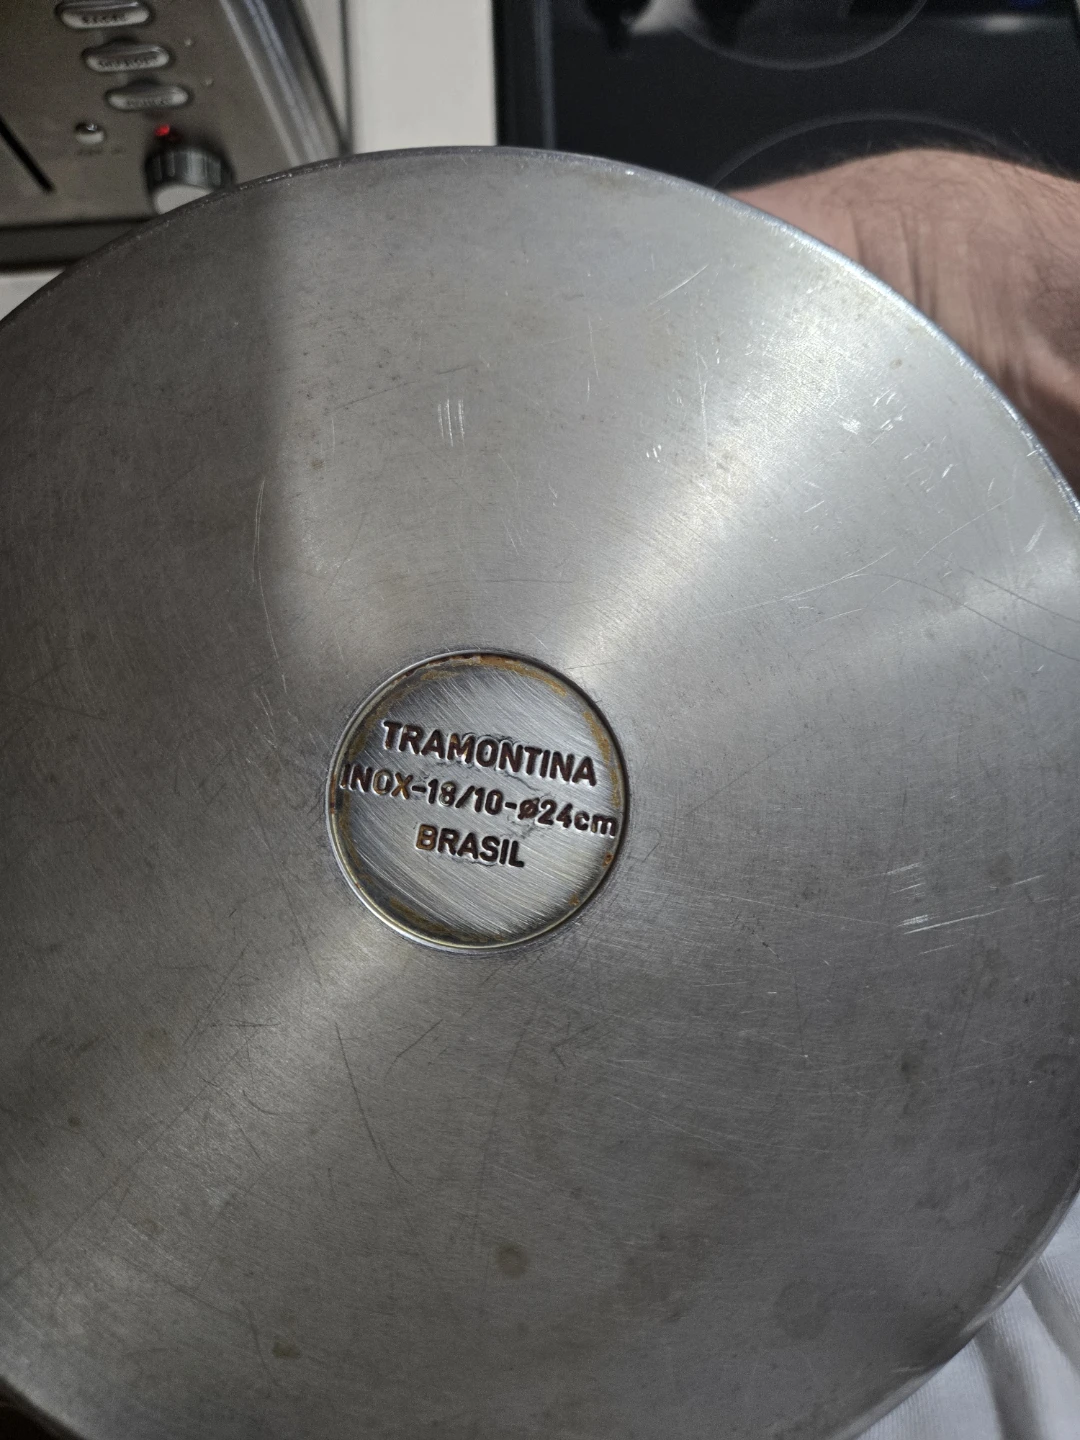 TRAMONTINA
INOX-18/10-ø24cm
BRASIL